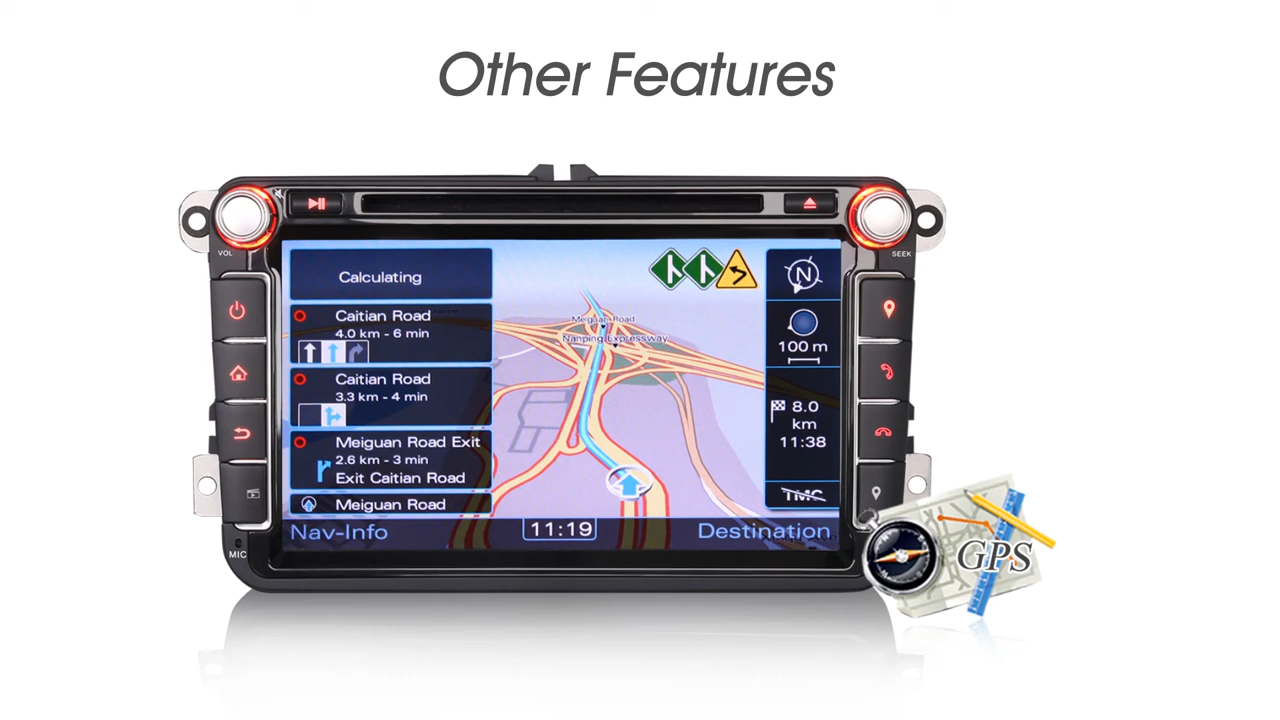 Other Features
VOL
SEEK
Calculating
Caitian Road
4.0 km - 6 min
Caitian Road
3.3 km - 4 min
Meiguan Road Exit
2.6 km - 3 min
Exit Caitian Road
Meiguan Road
Meiguan Road
Nanping Expressway
N
100 m
8.0
km
11:38
TMC
Nav-Info
11:19
Destination
MIC
GPS